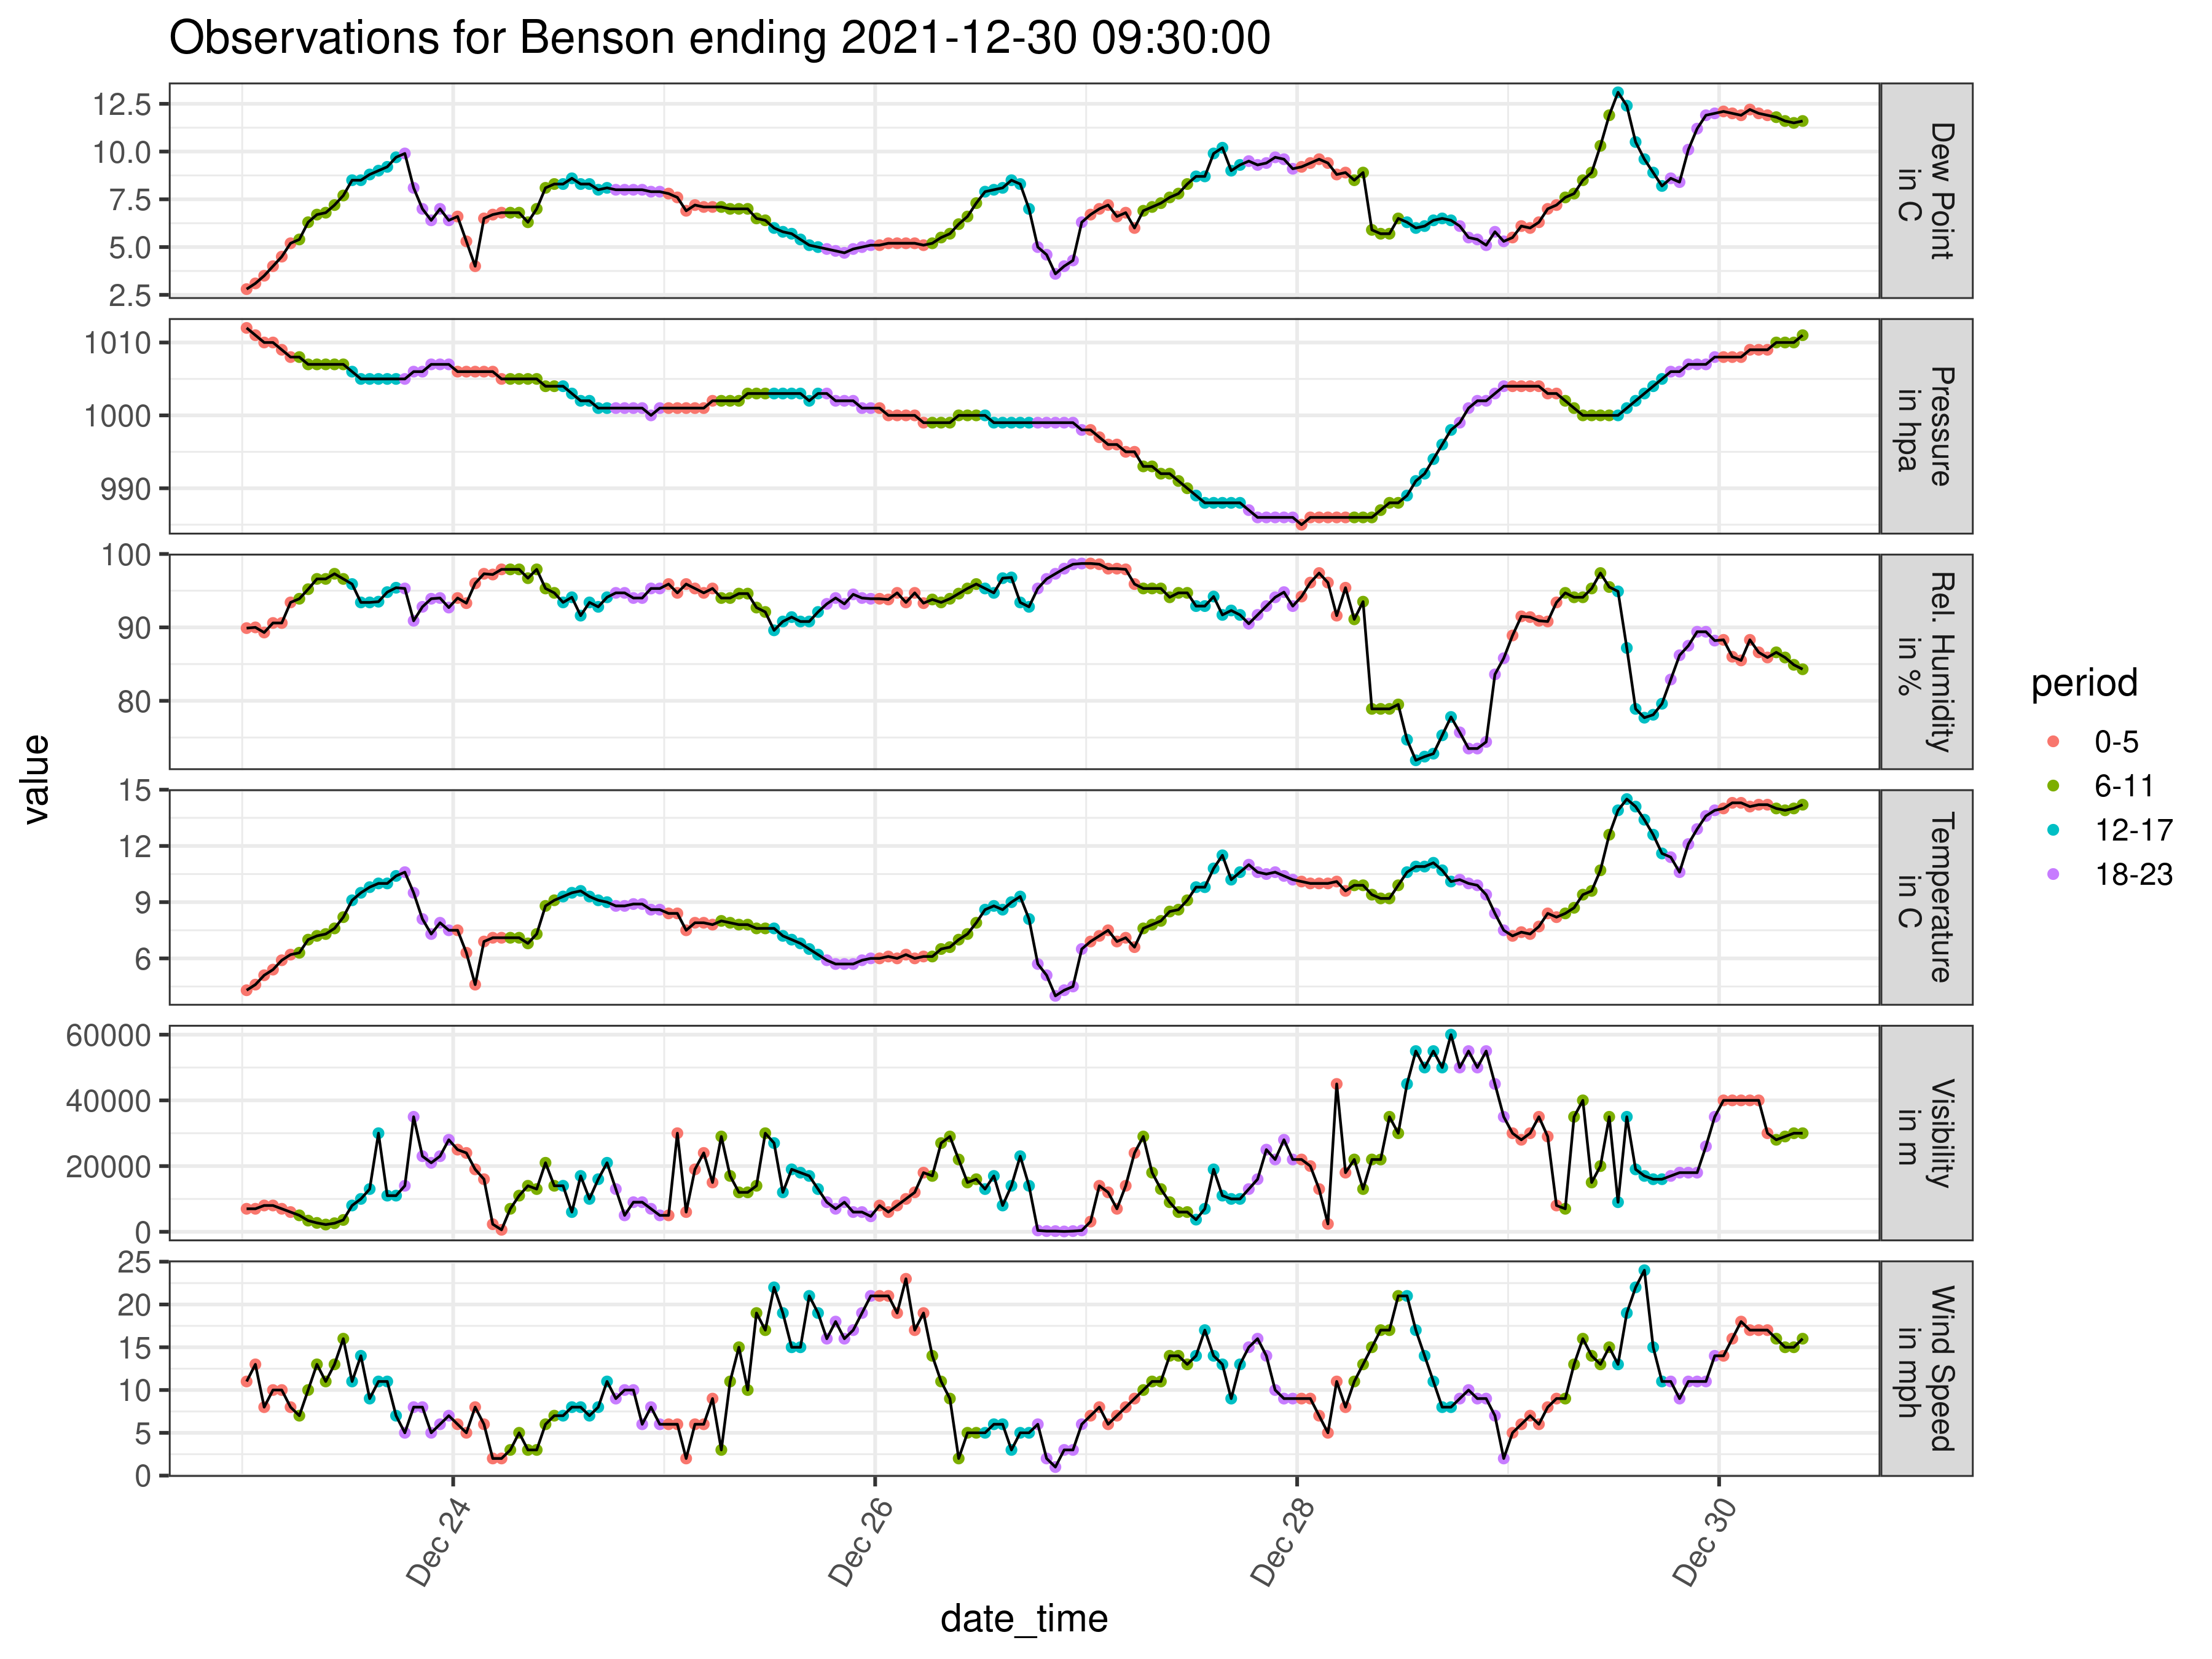 Observations for Benson ending 2021-12-30 09:30:00
value
12.5
10.0
7.5
5.0
2.5
Dew Point
in C
1010
1000
990
Pressure
in hpa
100
90
80
Rel. Humidity
in %
15
12
9
6
Temperature
in C
60000
40000
20000
0
Visibility
in m
25
20
15
10
5
0
Wind Speed
in mph
Dec 24
Dec 26
Dec 28
Dec 30
date_time
period
0-5
6-11
12-17
18-23